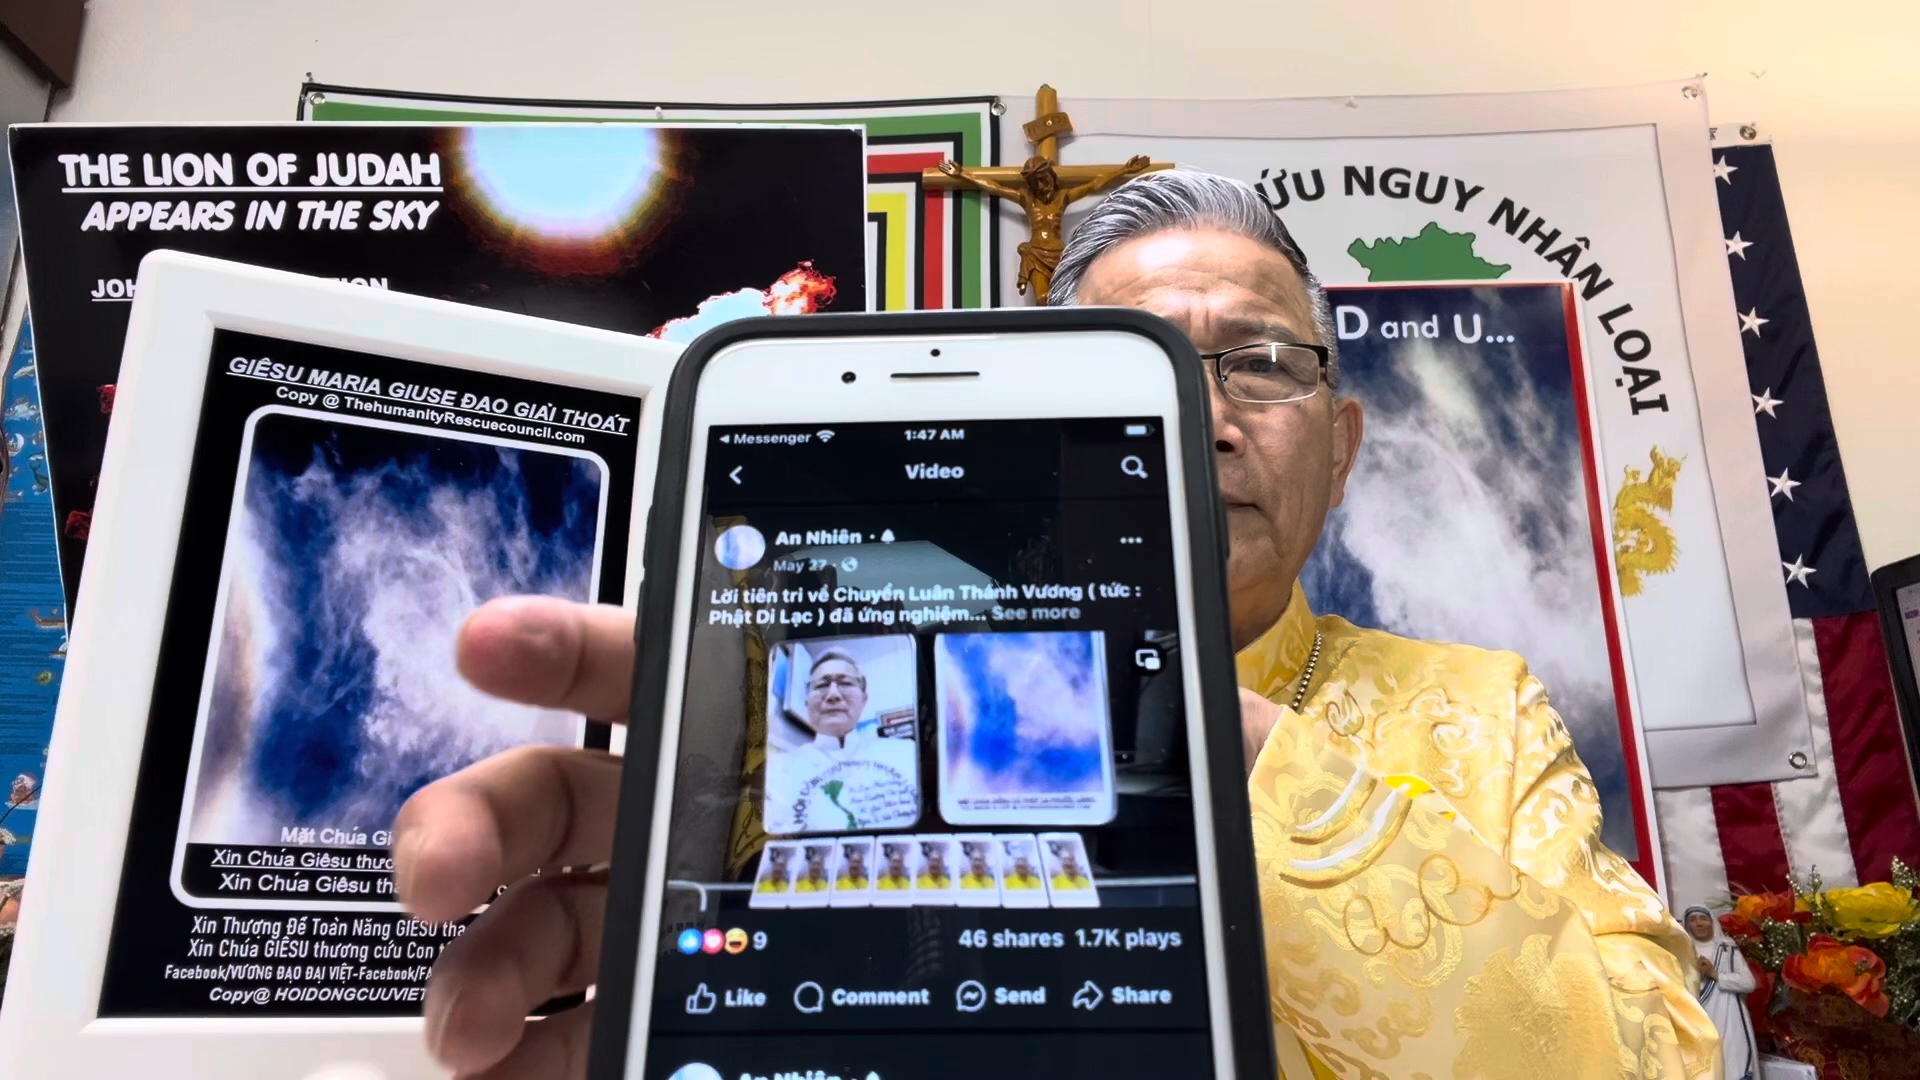 THE LION OF JUDAH
APPEARS IN THE SKY
GIÊSU MARIA GIUSE ĐẠO GIẢI THOÁT
Copy @ ThehumanityRescuecouncil.com
Mặt Chúa
Xin Chúa Giêsu
Xin Chúa Giêsu
Xin Thượng Đế Toàn Năng GIÊSU tha
Xin Chúa GIÊSU thương cứu Con
Facebook/VƯƠNG ĐẠO ĐẠI VIỆT-Facebook/
Copy@ HOIDONGCUUVIET
Messenger
1:47 AM
Video
An Nhiên
May 27
Lời tiên tri về Chuyển Luân Thánh Vương ( tức :
Phật Di Lạc ) đã ứng nghiệm... See more
9
46 shares 1.7K plays
Like Comment Send Share
An Nhiên
NGUY NHÂN LOẠI
D and U...